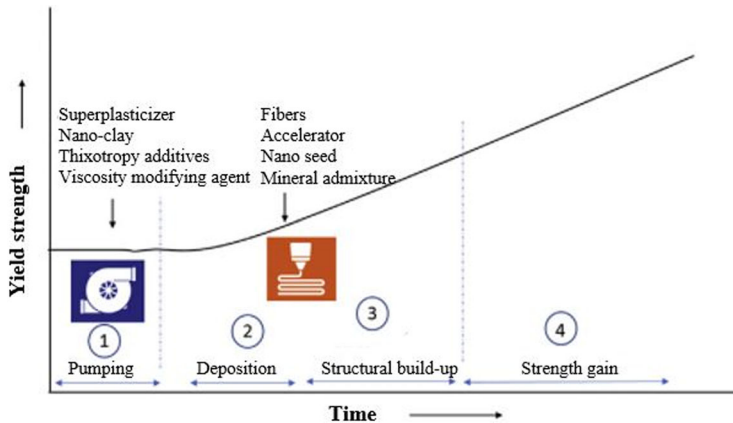 Superplasticizer
Nano-clay
Thixotropy additives
Viscosity modifying agent
Fibers
Accelerator
Nano seed
Mineral admixture
Yield strength
1
2
3
4
Pumping
Deposition
Structural build-up
Strength gain
Time